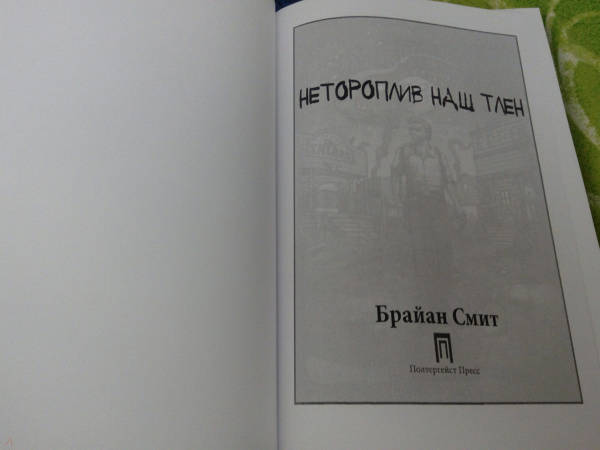 НЕТОРОПЛИВ НАШ ТЛЕН
Брайан Смит
Полтергейст Пресс